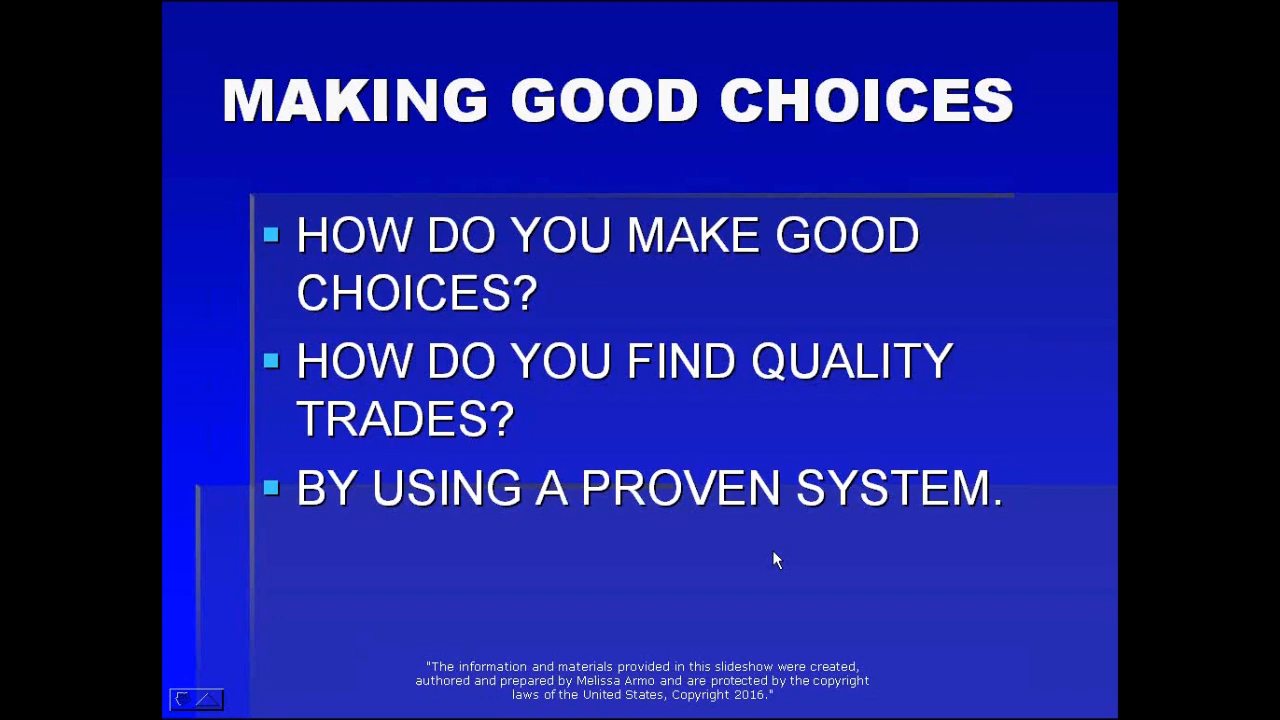 MAKING GOOD CHOICES
HOW DO YOU MAKE GOOD
CHOICES?
HOW DO YOU FIND QUALITY
TRADES?
BY USING A PROVEN SYSTEM.
"The information and materials provided in this slideshow were created,
authored and prepared by Melissa Armo and are protected by the copyright
laws of the United States, Copyright 2016."